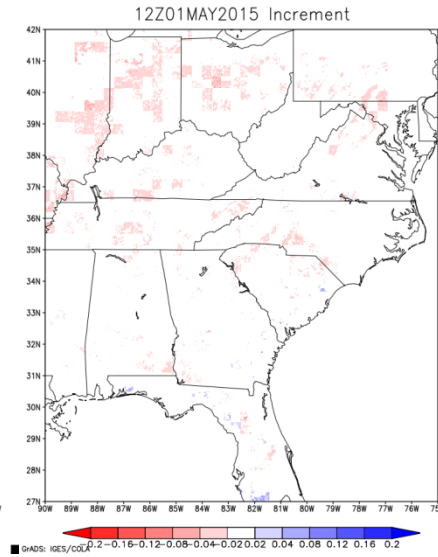 12Z01MAY2015 Increment
42N
41N
40N
39N
38N
37N
36N
35N
34N
33N
32N
31N
30N
29N
28N
27N
90W 89W 88W 87W 86W 85W 84W 83W 82W 81W 80W 79W 78W 77W 76W 75
-0.2-0.16-0.12-0.08-0.04-0.02 0.02 0.04 0.08 0.12 0.16 0.2
GrADS: IGES/COLA